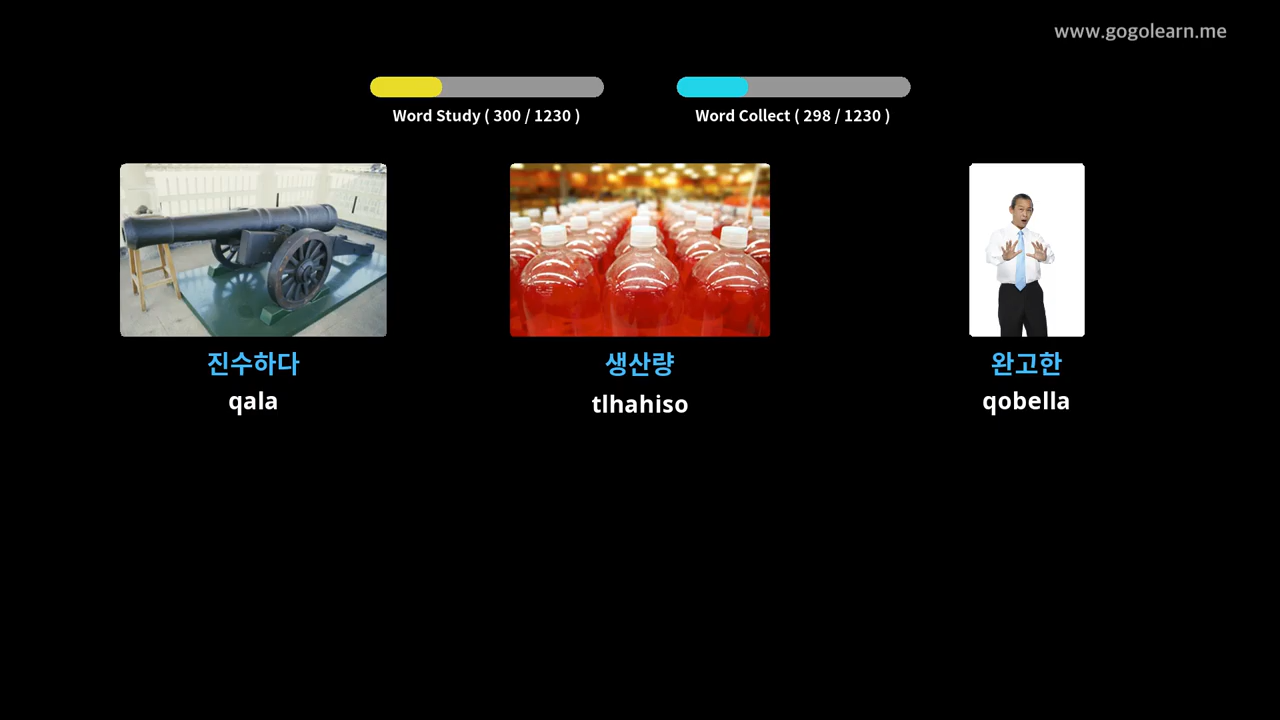 www.gogolearn.me
Word Study ( 300 / 1230 )
Word Collect ( 298 / 1230 )
진수하다
qala
생산량
tlhahiso
완고한
qobella